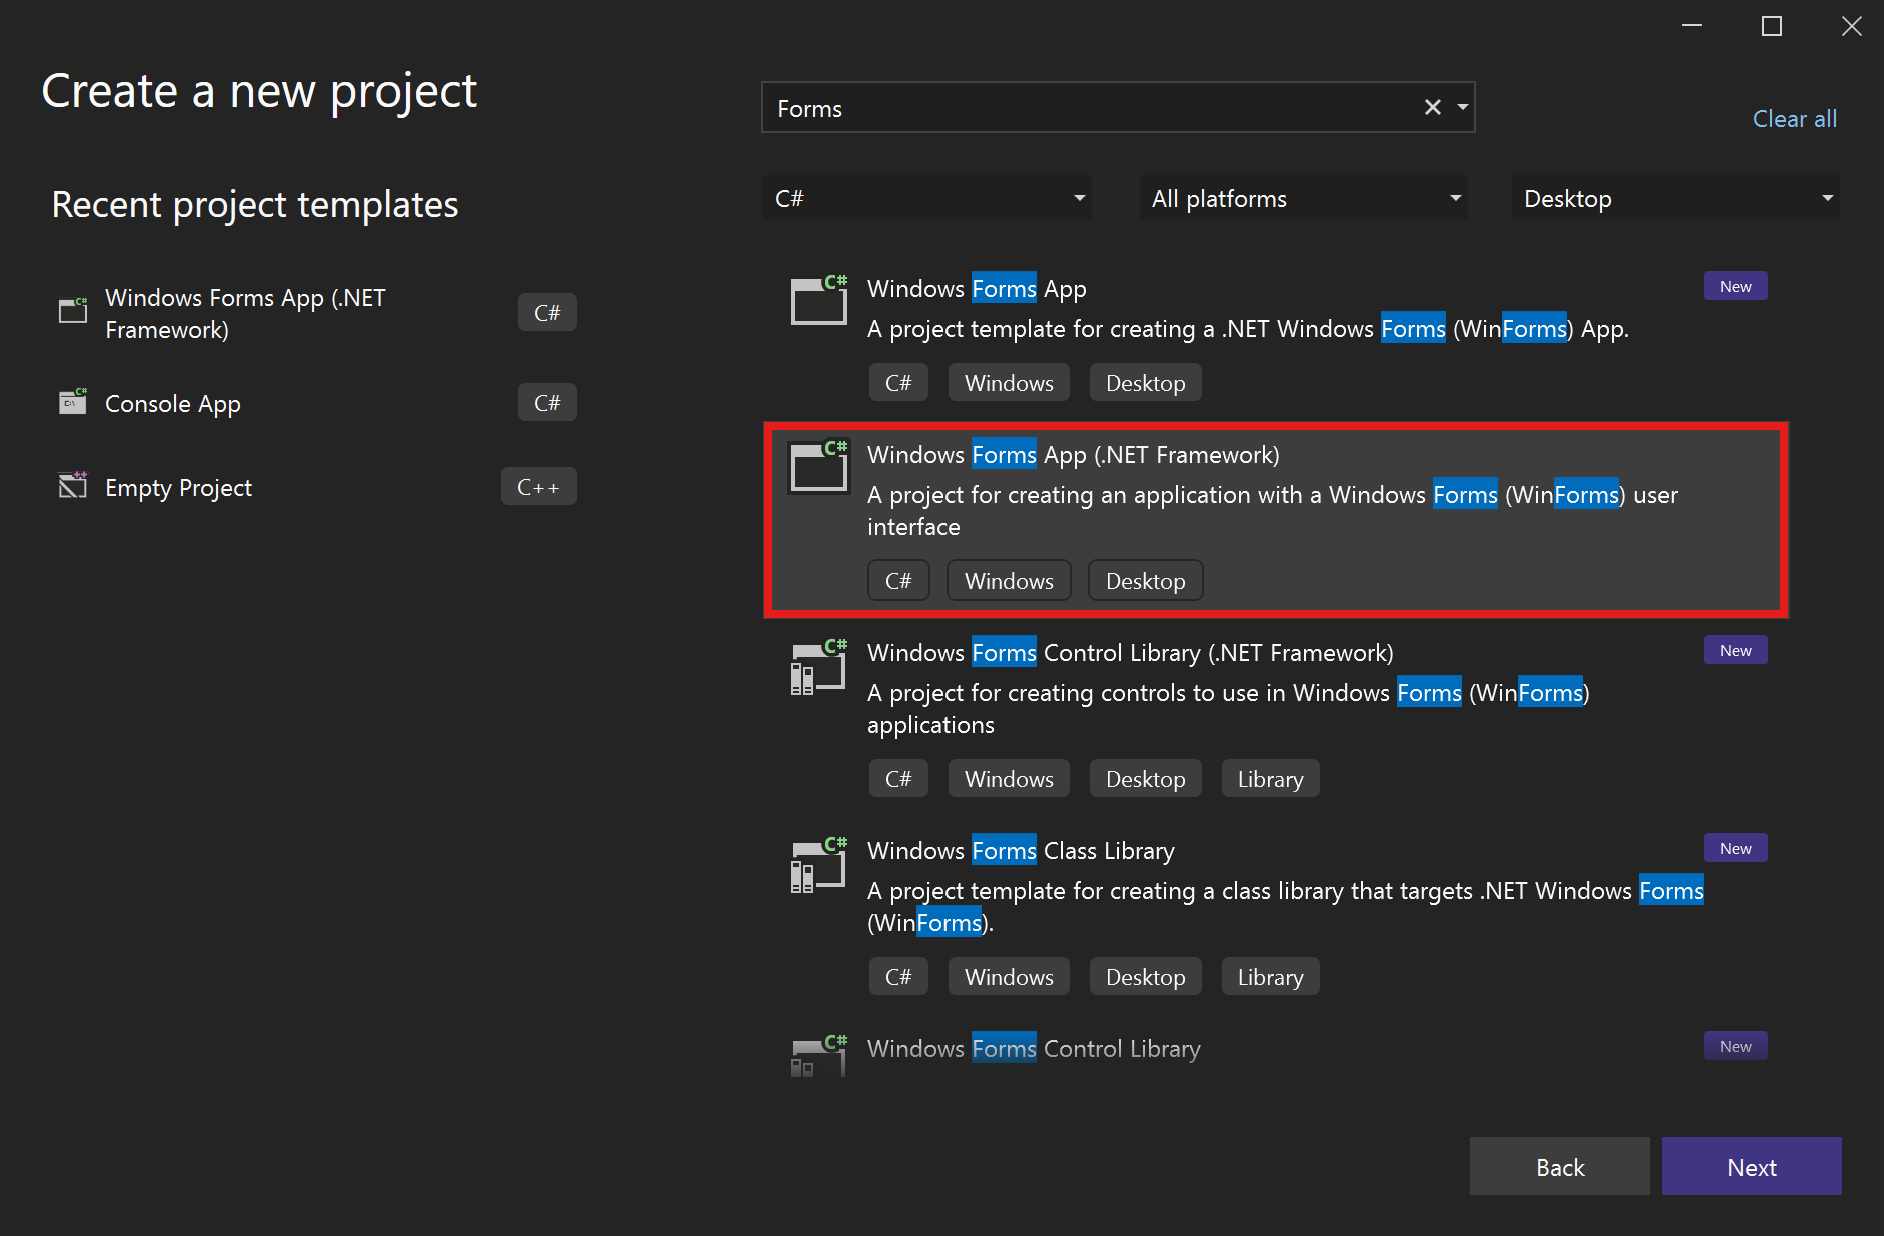 Create a new project
Recent project templates
Windows Forms App (.NET
Framework)
C#
Console App
C#
Empty Project
C++
Forms
Clear all
C#
All platforms
Desktop
Windows Forms App
New
A project template for creating a .NET Windows Forms (WinForms) App.
C# Windows Desktop
Windows Forms App (.NET Framework)
A project for creating an application with a Windows Forms (WinForms) user
interface
C# Windows Desktop
Windows Forms Control Library (.NET Framework)
New
A project for creating controls to use in Windows Forms (WinForms)
applications
C# Windows Desktop Library
Windows Forms Class Library
New
A project template for creating a class library that targets .NET Windows Forms
(WinForms).
C# Windows Desktop Library
Windows Forms Control Library
New
Back
Next